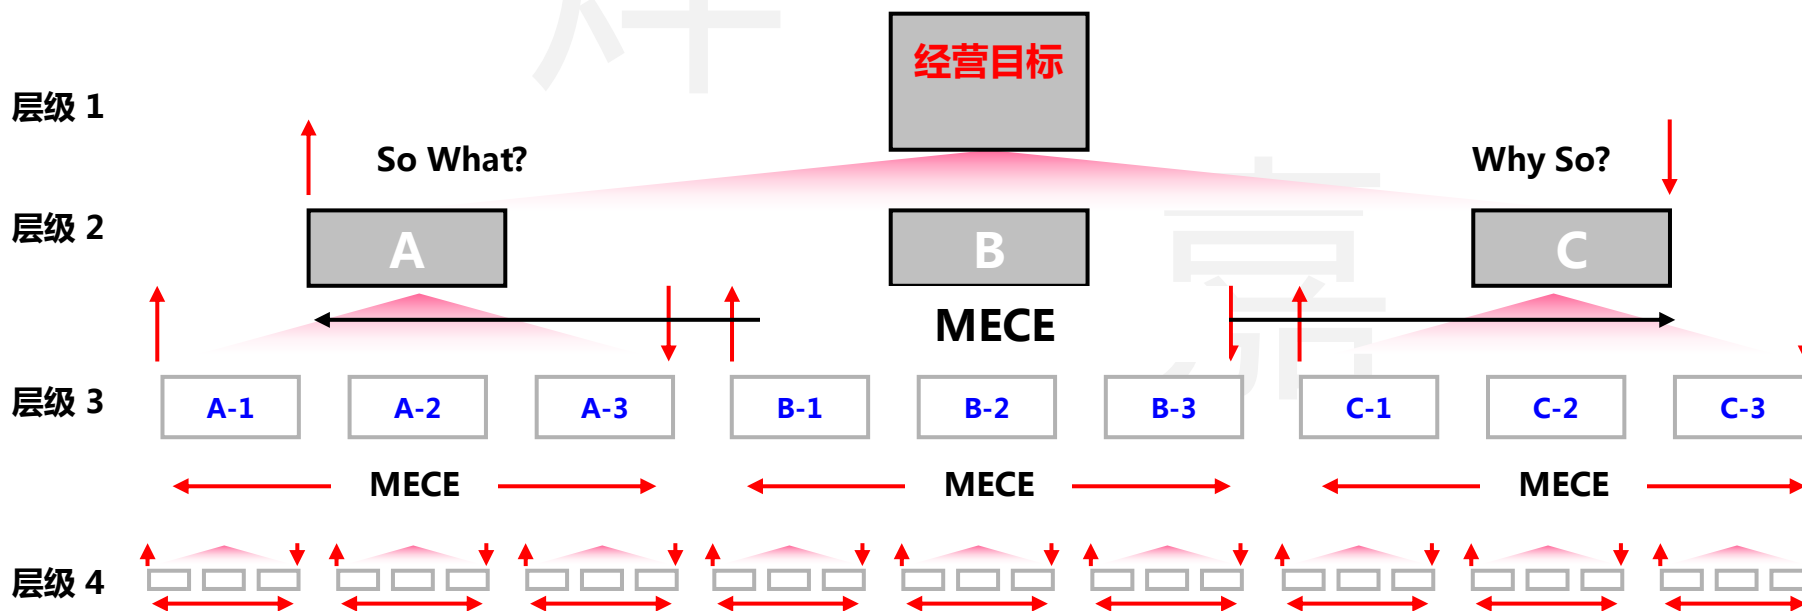 经营目标
层级 1
So What?
Why So?
层级 2
A
B
C
MECE
层级 3
A-1
A-2
A-3
B-1
B-2
B-3
C-1
C-2
C-3
MECE
MECE
MECE
层级 4